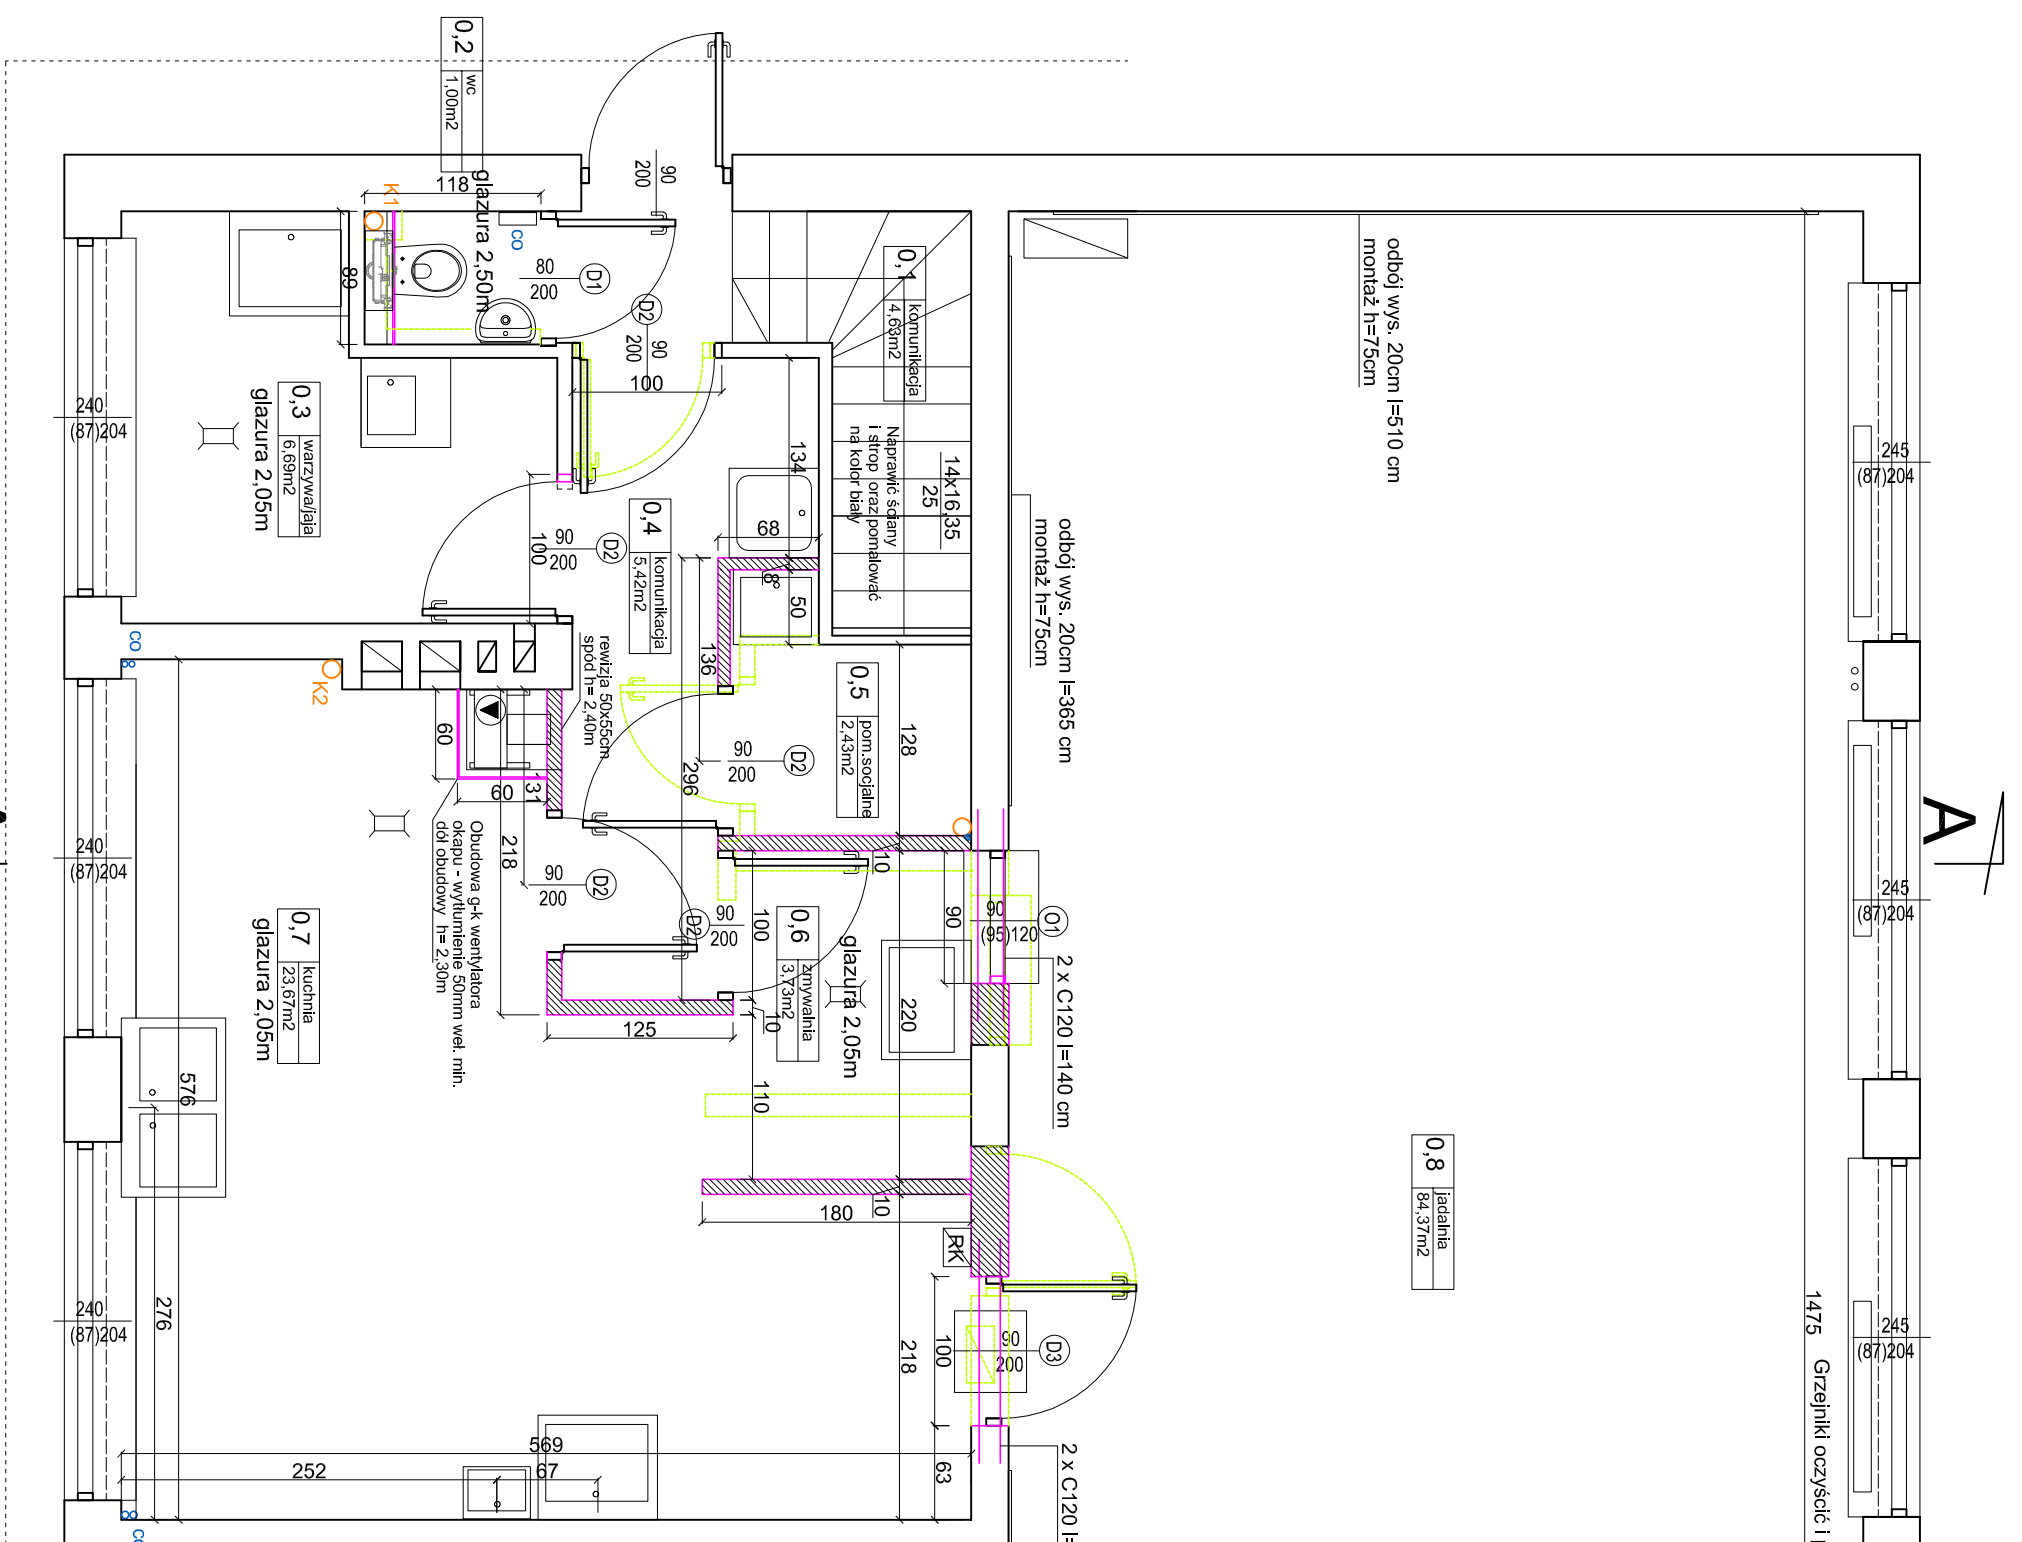 0,2
wc
1,00m2
glazura 2,50m
118
K1
co
89
90
200
80
200
D1
D2
90
200
100
0,1
komunikacja
4,63m2
odbój wys. 20cm l=510 cm
montaż h=75cm
245
(87)204
240
(87)204
0,3
warzywa/jaja
6,69m2
glazura 2,05m
134
Naprawić ściany
i strop oraz pomalować
na kolor biały
14x16,35
25
68
8
50
0,4
komunikacja
5,42m2
D2
90
200
100
odbój wys. 20cm l=365 cm
montaż h=75cm
co
K2
rewizja 50x55cm
spód h= 2,40m
136
0,5
pom.socjalne
2,43m2
128
D2
90
200
296
60
60
31
218
Obudowa g-k wentylatora
okapu - wytłumienie 50mm weł. min.
dół obudowy h= 2,30m
240
(87)204
D2
90
200
D2
90
200
10
100
0,6
zmywalnia
3,73m2
glazura 2,05m
90
90
(95)120
O1
2 x C120 l=140 cm
220
A
245
(87)204
0,7
kuchnia
23,67m2
glazura 2,05m
125
10
110
576
10
180
RK
0,8
jadalnia
84,37m2
276
240
(87)204
218
100
90
200
D3
63
1475
Grzejniki oczyścić i
245
(87)204
569
252
67
2 x C120 l=
co